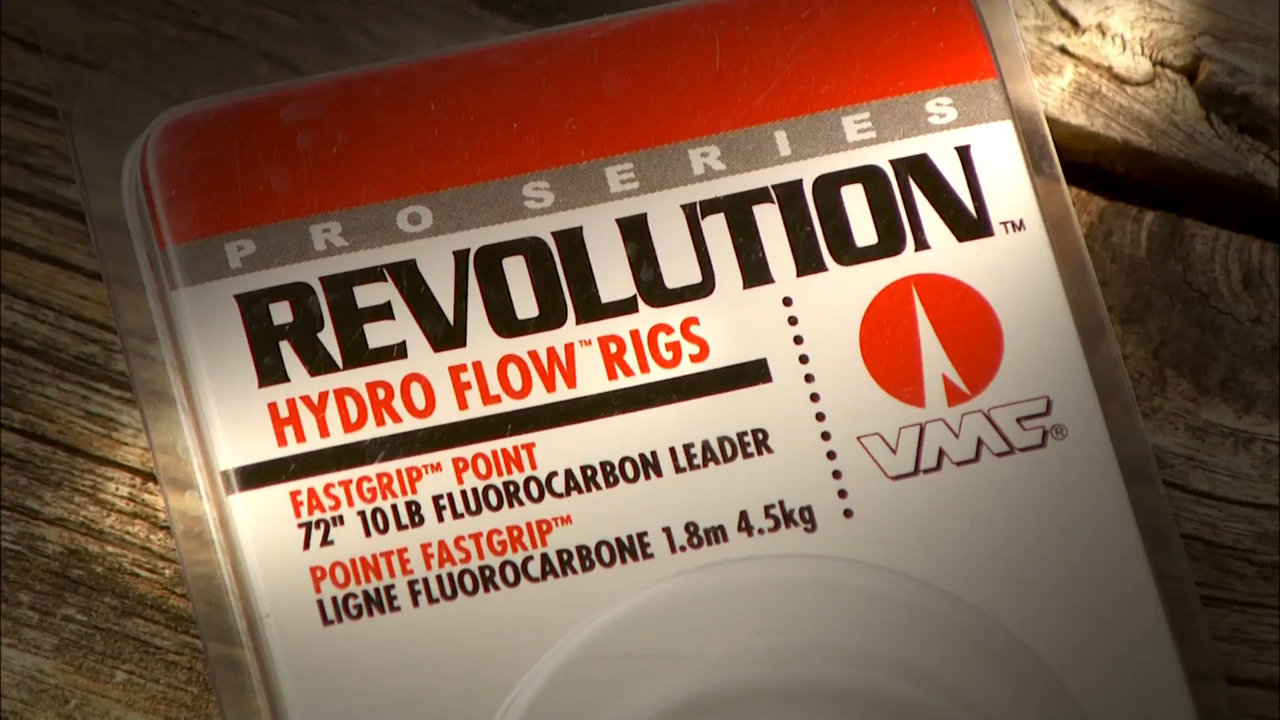 PRO SERIES
REVOLUTION™
HYDRO FLOW™ RIGS
FASTGRIP™ POINT
72" 10LB FLUOROCARBON LEADER
POINTE FASTGRIP™
LIGNE FLUOROCARBONE 1.8m 4.5kg
VMC®